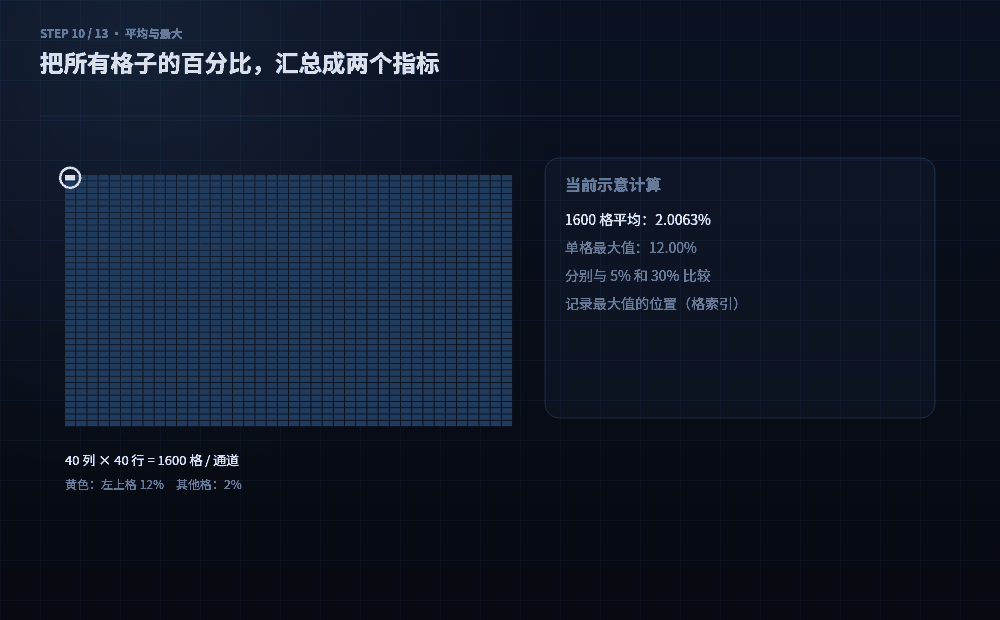 STEP 10 / 13 · 平均与最大
把所有格子的百分比，汇总成两个指标
当前示意计算
1600 格平均：2.0063%
单格最大值：12.00%
分别与 5% 和 30% 比较
记录最大值的位置（格索引）
40 列 × 40 行 = 1600 格 / 通道
黄色：左上格 12%　其他格：2%